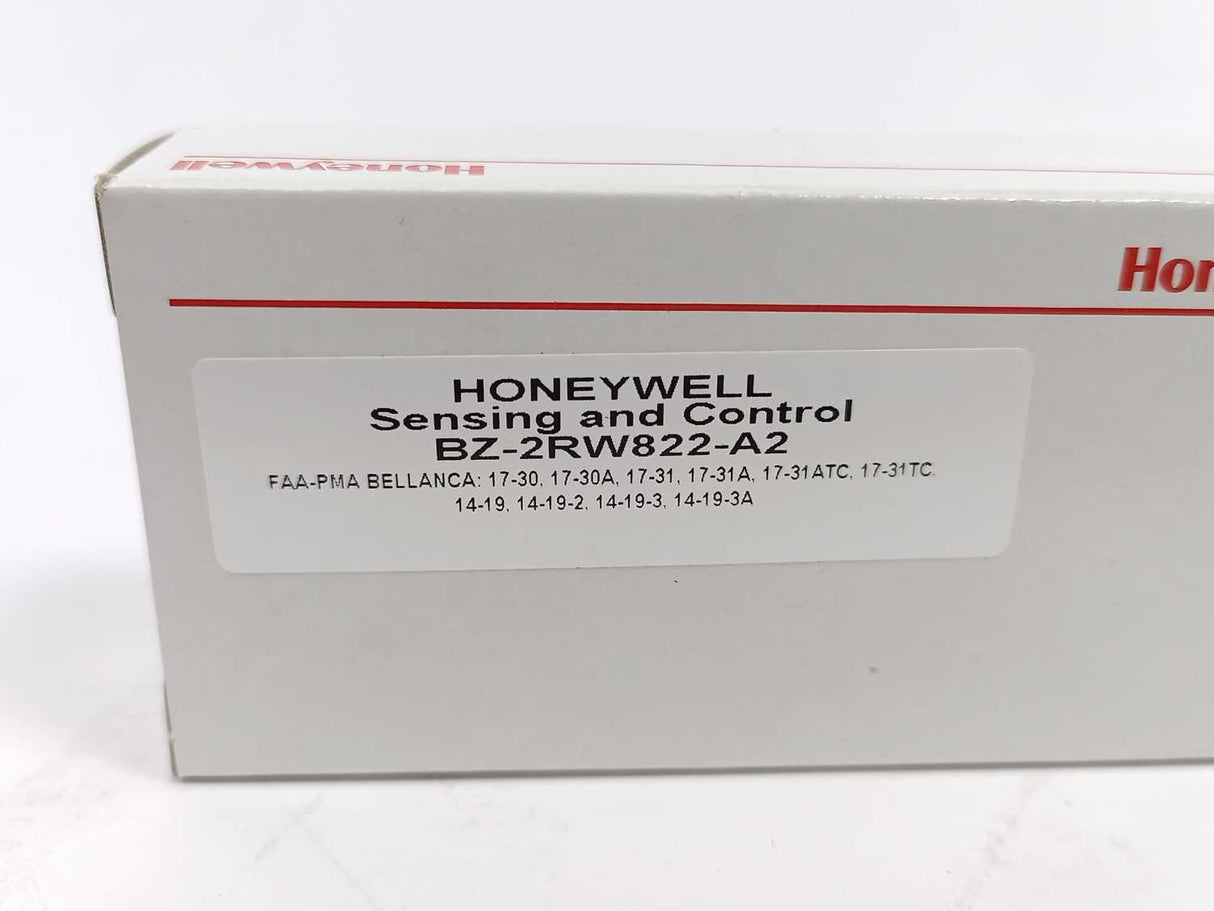 Honeywell
Hon
HONEYWELL
Sensing and Control
BZ-2RW822-A2
FAA-PMA BELLANCA: 17-30, 17-30A, 17-31, 17-31A, 17-31ATC, 17-31TC,
14-19, 14-19-2, 14-19-3, 14-19-3A